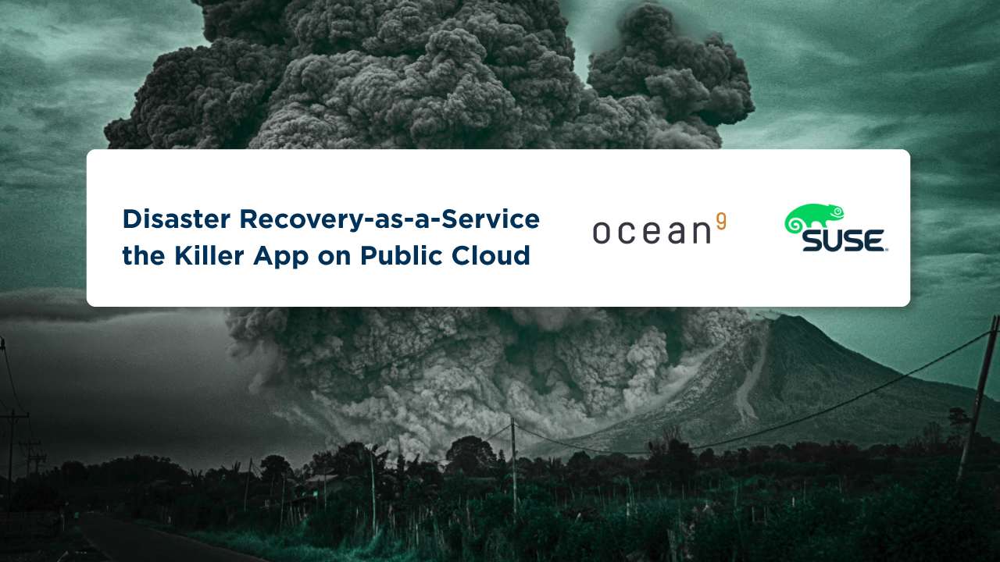 Disaster Recovery-as-a-Service
the Killer App on Public Cloud
ocean9
SUSE®